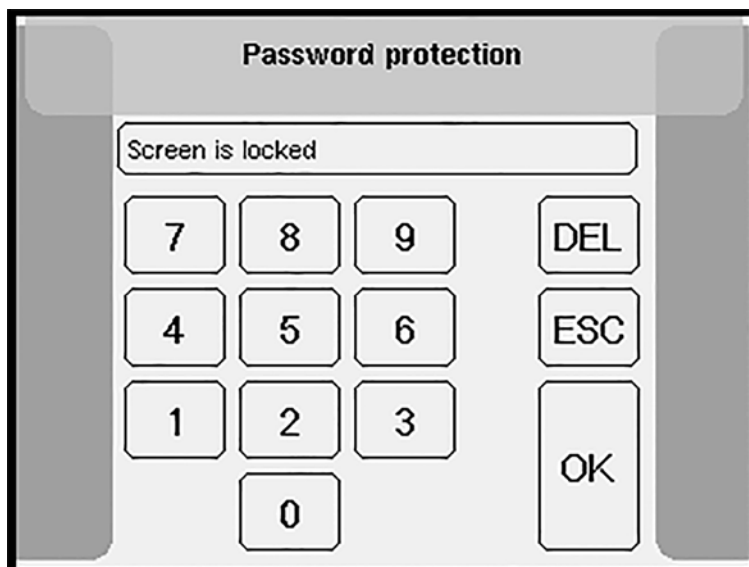 Password protection
Screen is locked
7 8 9 DEL
4 5 6 ESC
1 2 3
OK
0